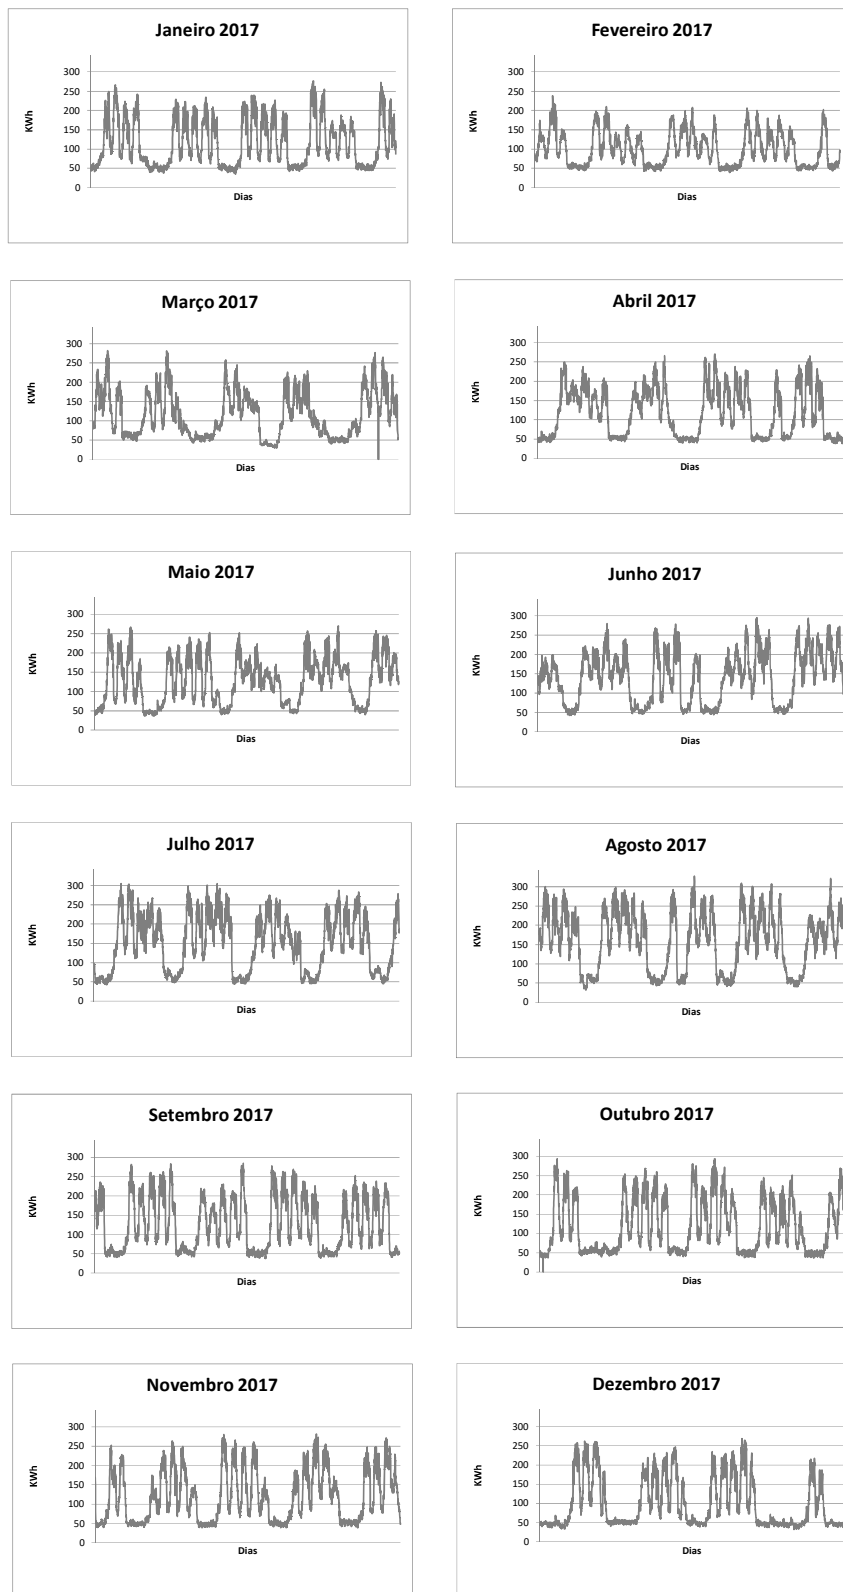 Janeiro 2017
300
250
200
150
100
50
0
KWh
Dias
Fevereiro 2017
300
250
200
150
100
50
0
KWh
Dias
Março 2017
300
250
200
150
100
50
0
KWh
Dias
Abril 2017
300
250
200
150
100
50
0
KWh
Dias
Maio 2017
300
250
200
150
100
50
0
KWh
Dias
Junho 2017
300
250
200
150
100
50
0
KWh
Dias
Julho 2017
300
250
200
150
100
50
0
KWh
Dias
Agosto 2017
300
250
200
150
100
50
0
KWh
Dias
Setembro 2017
300
250
200
150
100
50
0
KWh
Dias
Outubro 2017
300
250
200
150
100
50
0
KWh
Dias
Novembro 2017
300
250
200
150
100
50
0
KWh
Dias
Dezembro 2017
300
250
200
150
100
50
0
KWh
Dias